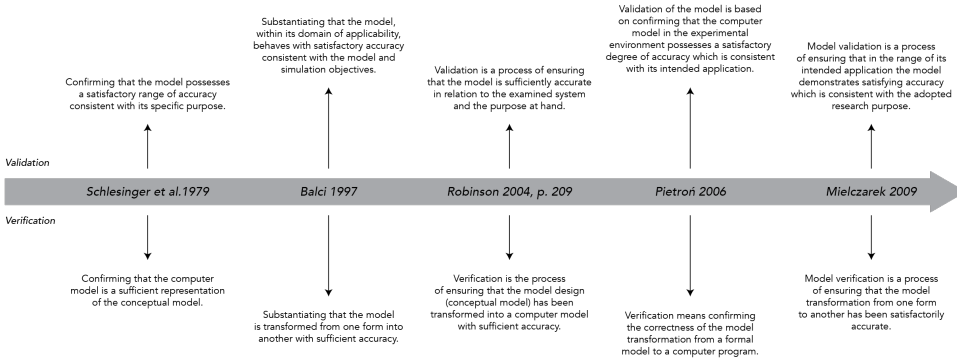 Confirming that the model possesses
a satisfactory range of accuracy
consistent with its specific purpose.
Substantiating that the model,
within its domain of applicability,
behaves with satisfactory accuracy
consistent with the model and
simulation objectives.
Validation is a process of ensuring
that the model is sufficiently accurate
in relation to the examined system
and the purpose at hand.
Validation of the model is based
on confirming that the computer
model in the experimental
environment possesses a satisfactory
degree of accuracy which is consistent
with its intended application.
Model validation is a process
of ensuring that in the range of its
intended application the model
demonstrates satisfying accuracy
which is consistent with the adopted
research purpose.
Validation
Schlesinger et al.1979
Balci 1997
Robinson 2004, p. 209
Pietroń 2006
Mielczarek 2009
Verification
Confirming that the computer
model is a sufficient representation
of the conceptual model.
Substantiating that the model
is transformed from one form into
another with sufficient accuracy.
Verification is the process
of ensuring that the model design
(conceptual model) has been
transformed into a computer model
with sufficient accuracy.
Verification means confirming
the correctness of the model
transformation from a formal
model to a computer program.
Model verification is a process
of ensuring that the model
transformation from one form
to another has been satisfactorily
accurate.